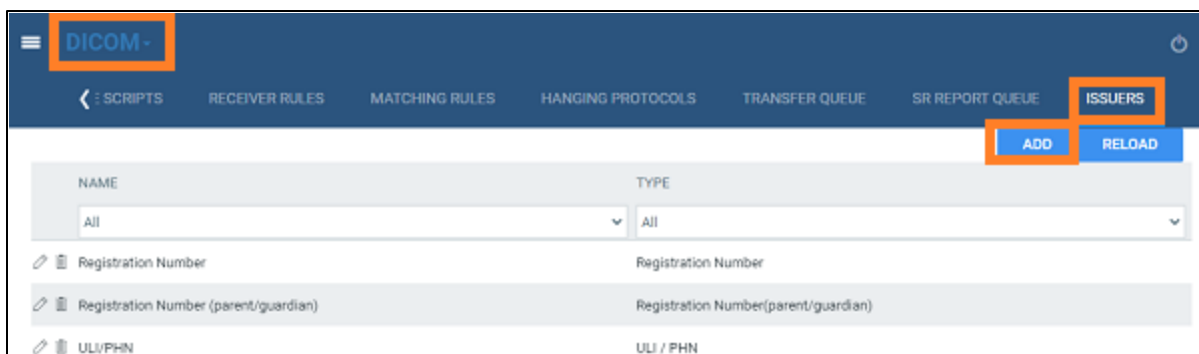 DICOM
SCRIPTS RECEIVER RULES MATCHING RULES HANGING PROTOCOLS TRANSFER QUEUE SR REPORT QUEUE ISSUERS
ADD RELOAD
NAME TYPE
All All
Registration Number Registration Number
Registration Number (parent/guardian) Registration Number(parent/guardian)
ULI/PHN ULI / PHN